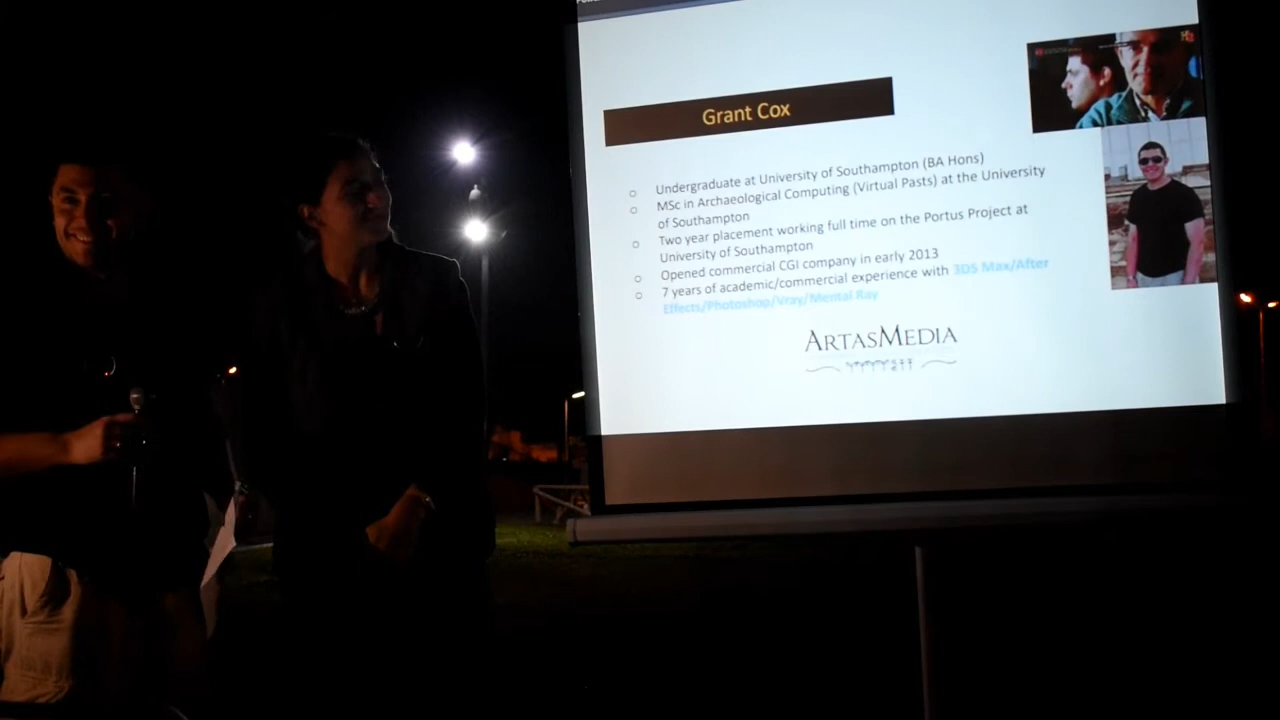 Grant Cox
Undergraduate at University of Southampton (BA Hons)
MSc in Archaeological Computing (Virtual Pasts) at the University
of Southampton
Two year placement working full time on the Portus Project at
University of Southampton
Opened commercial CGI company in early 2013
7 years of academic/commercial experience with 3DS Max/After
Effects/Photoshop/Vray/Mental Ray
ARTASMEDIA